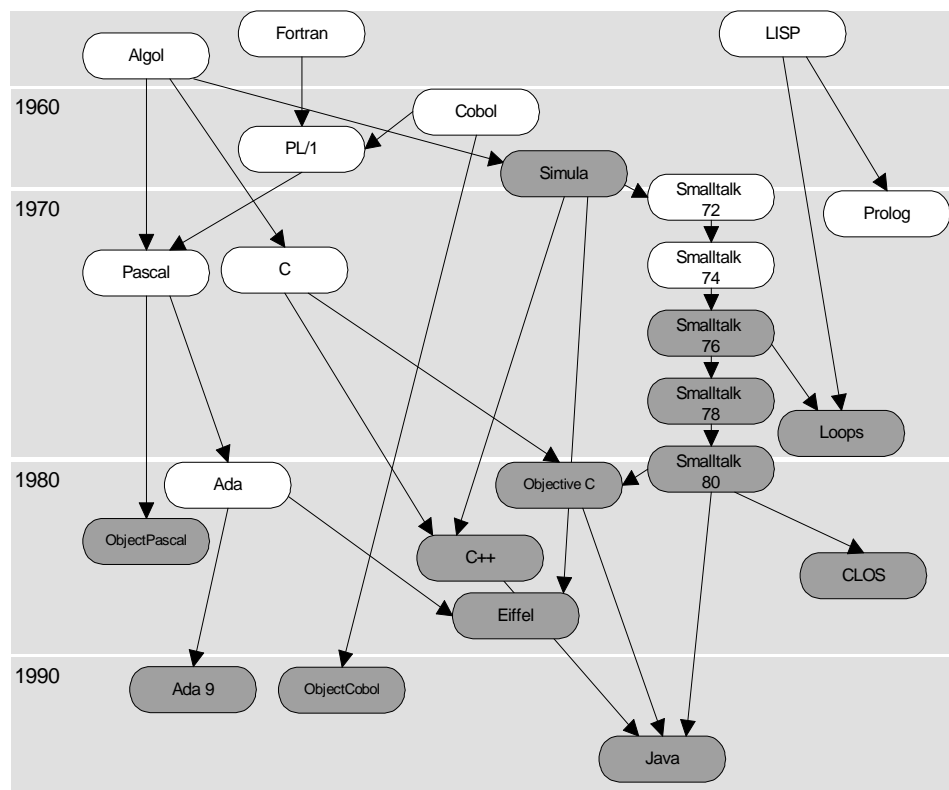 Fortran
LISP
Algol
1960
Cobol
PL/1
Simula
1970
Smalltalk
72
Prolog
Pascal
C
Smalltalk
74
Smalltalk
76
Smalltalk
78
Loops
1980
Ada
Objective C
Smalltalk
80
ObjectPascal
C++
CLOS
Eiffel
1990
Ada 9
ObjectCobol
Java